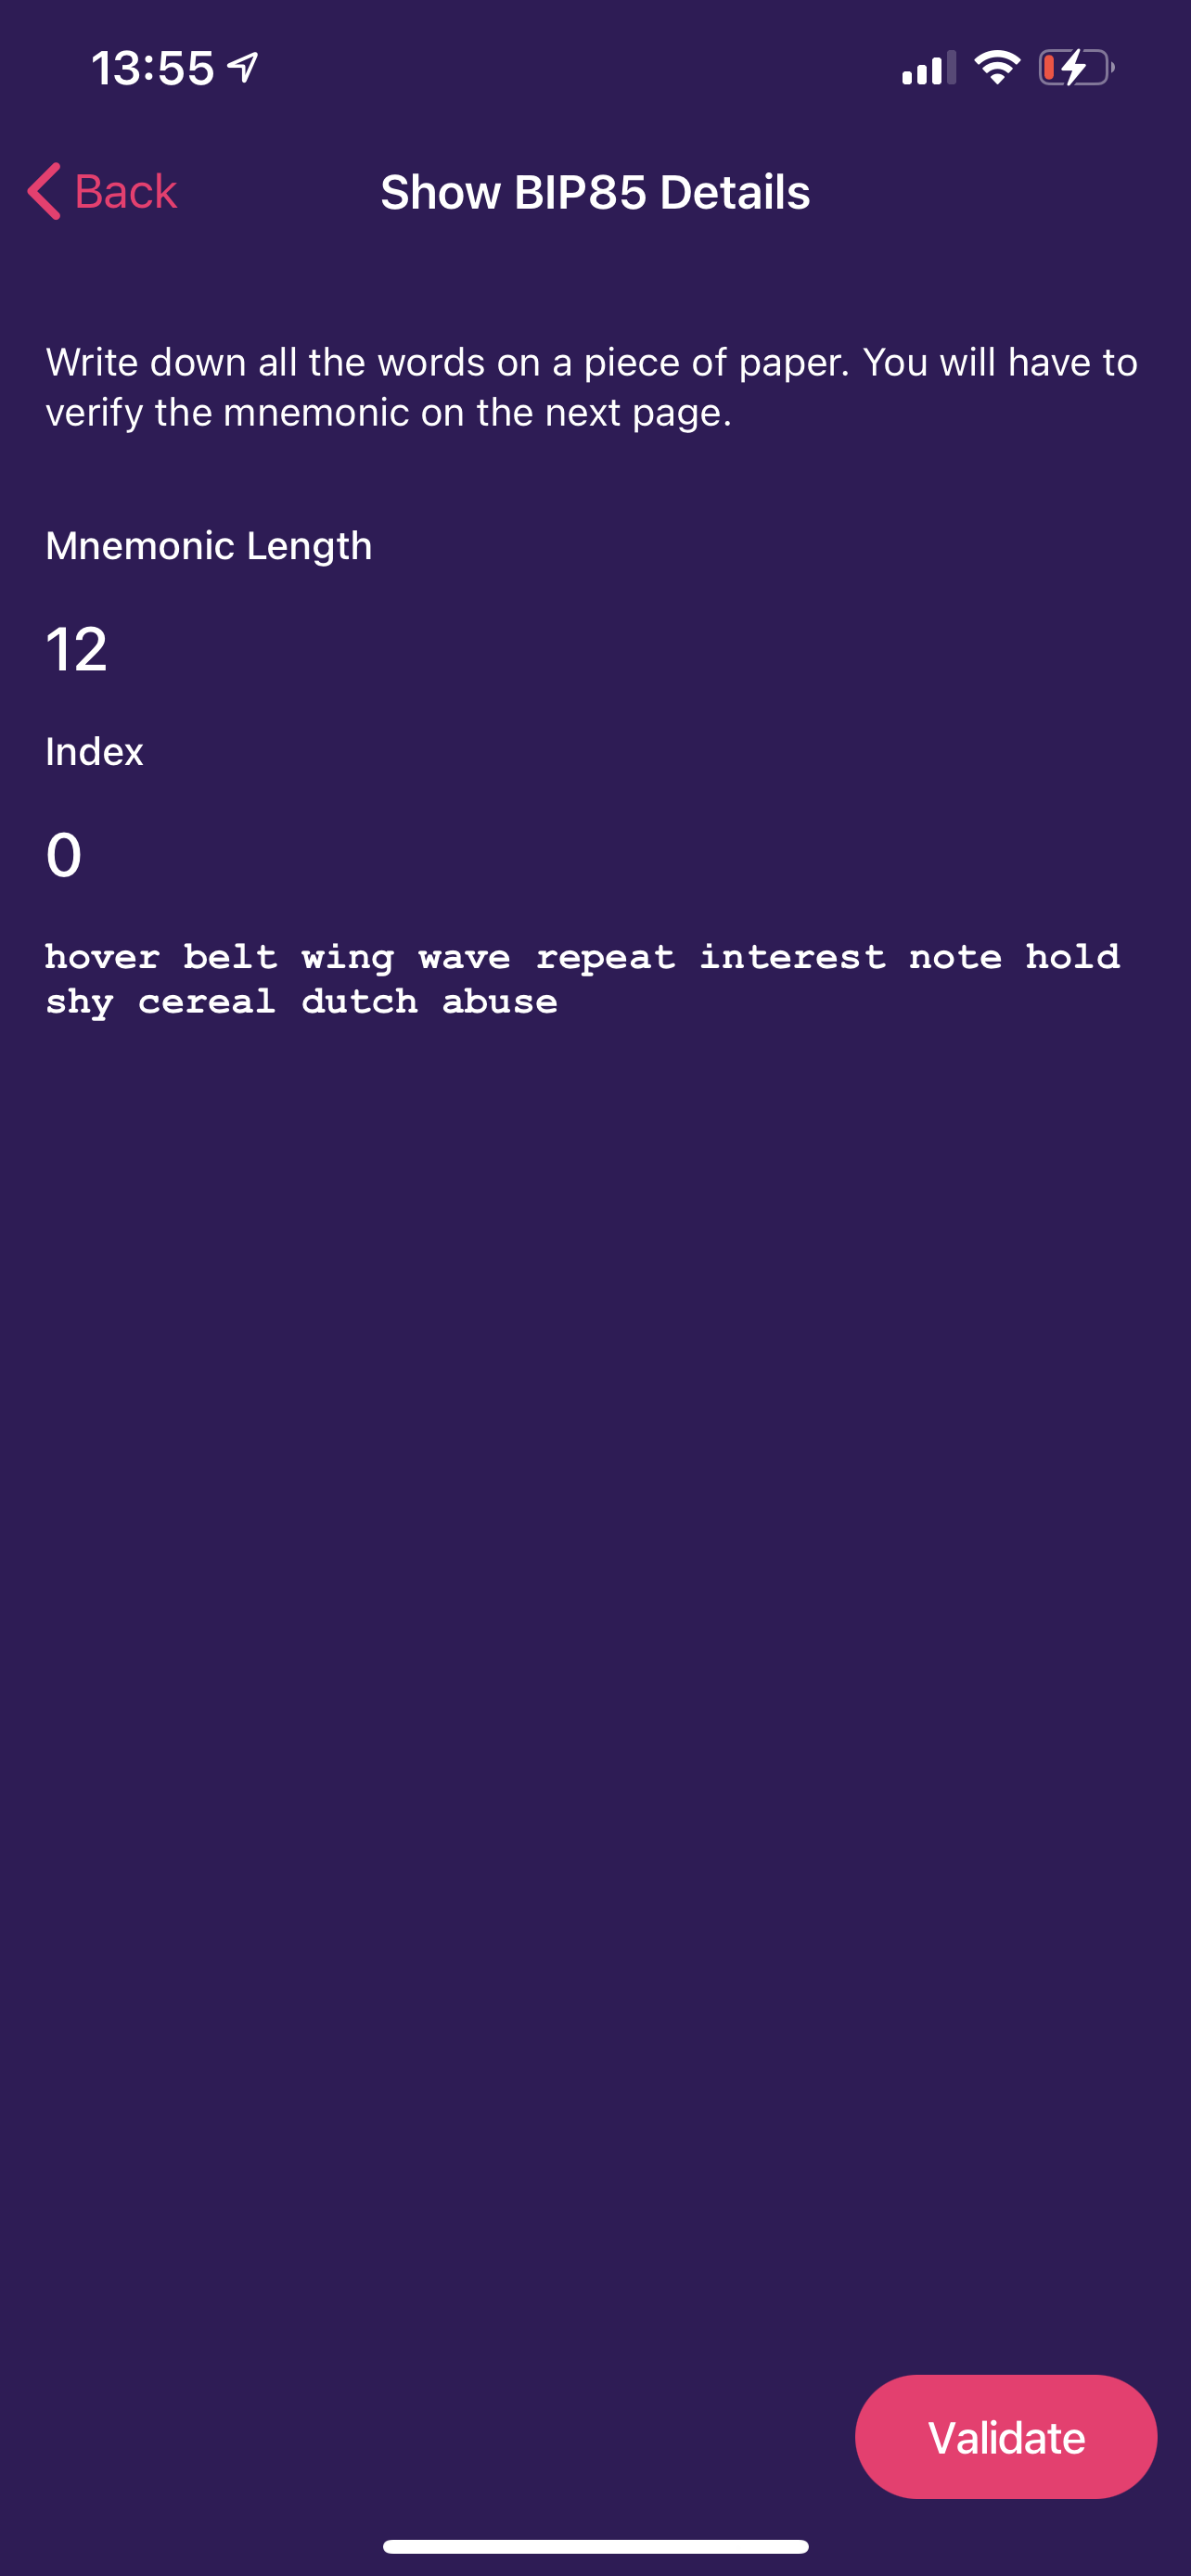 13:55
Back
Show BIP85 Details
Write down all the words on a piece of paper. You will have to
verify the mnemonic on the next page.
Mnemonic Length
12
Index
0
hover belt wing wave repeat interest note hold
shy cereal dutch abuse
Validate